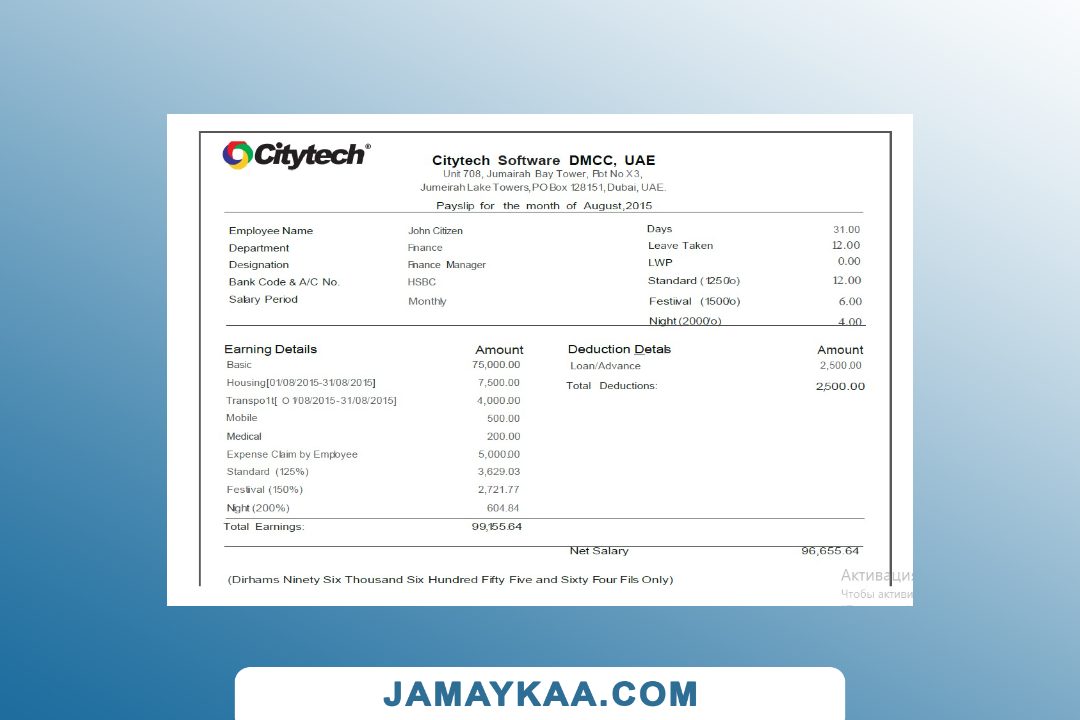 Citytech®
Citytech Software DMCC, UAE
Unit 708, Jumairah Bay Tower, Plot No X3,
Jumeirah Lake Towers, PO Box 128151, Dubai, UAE.
Payslip for the month of August,2015
Employee Name John Citizen
Department Finance
Designation Finance Manager
Bank Code & A/C No. HSBC
Salary Period Monthly
Days 31.00
Leave Taken 12.00
LWP 0.00
Standard (1250/o) 12.00
Festiival (1500/o) 6.00
Night (2000/o) 4.00
Earning Details Amount
Basic 75,000.00
Housing[01/08/2015-31/08/2015] 7,500.00
Transpo1t[ O 1/08/2015-31/08/2015] 4,000.00
Mobile 500.00
Medical 200.00
Expense Claim by Employee 5,000.00
Standard (125%) 3,629.03
Festival (150%) 2,721.77
Night (200%) 604.84
Total Earnings: 99,155.64
Deduction Detals Amount
Loan/Advance 2,500.00
Total Deductions: 2,500.00
Net Salary 96,655.64
(Dirhams Ninety Six Thousand Six Hundred Fifty Five and Sixty Four Fils Only)
Активаци
Чтобы активи
JAMAYKAA.COM